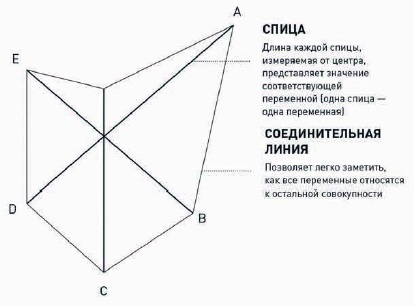 A
СПИЦА
Длина каждой спицы,
измеряемая от центра,
представляет значение
соответствующей
переменной (одна спица —
одна переменная)
E
СОЕДИНИТЕЛЬНАЯ
ЛИНИЯ
Позволяет легко заметить,
как все переменные относятся
к остальной совокупности
D
B
C